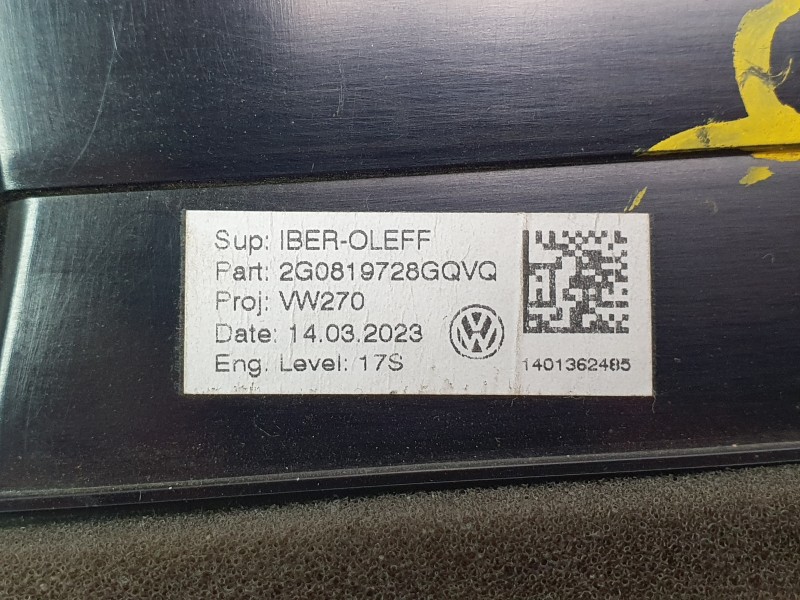 Sup: IBER-OLEFF
Part: 2G0819728GQVQ
Proj: VW270
Date: 14.03.2023
Eng. Level: 17S
1401362485